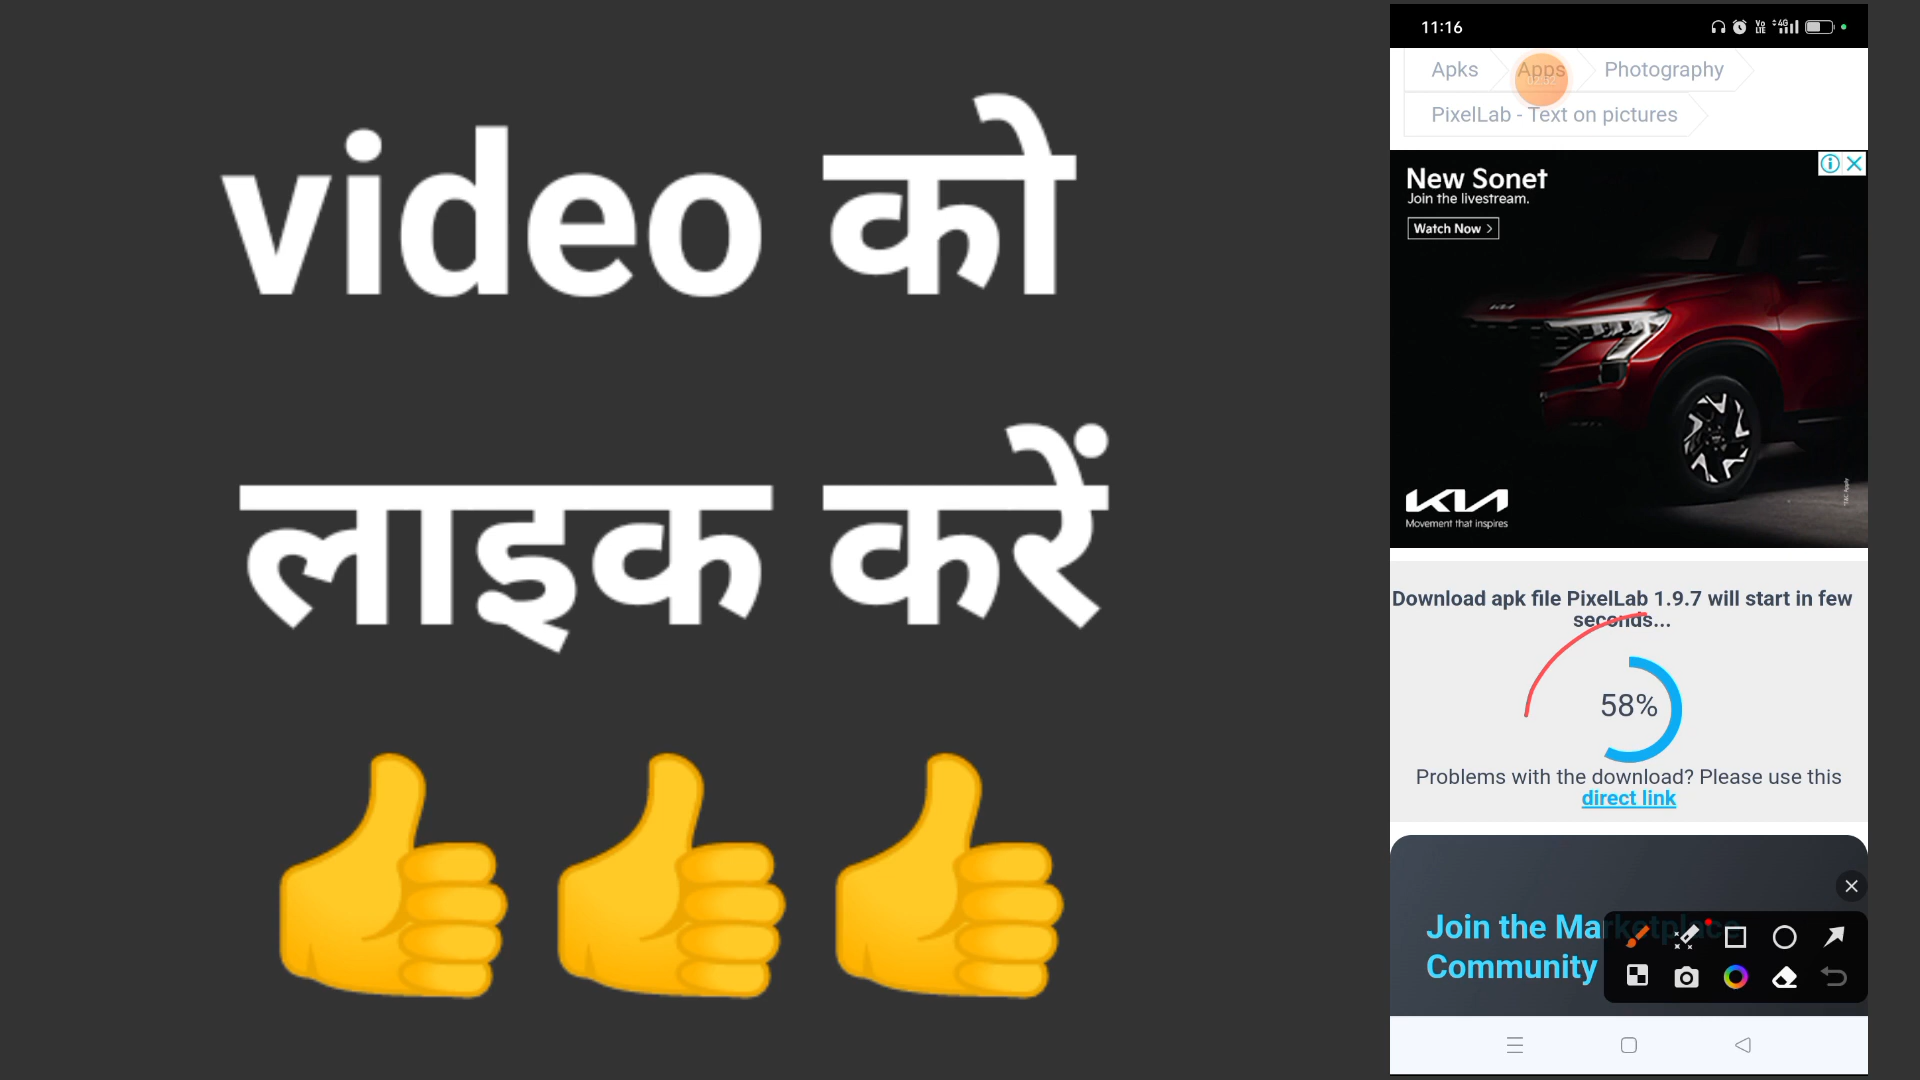 video को
लाइक करें
11:16
Apks Apps Photography
PixelLab - Text on pictures
New Sonet
Join the livestream.
Watch Now >
KIA
Movement that inspires
Download apk file PixelLab 1.9.7 will start in few
seconds...
58%
Problems with the download? Please use this
direct link
Join the Marketplace
Community